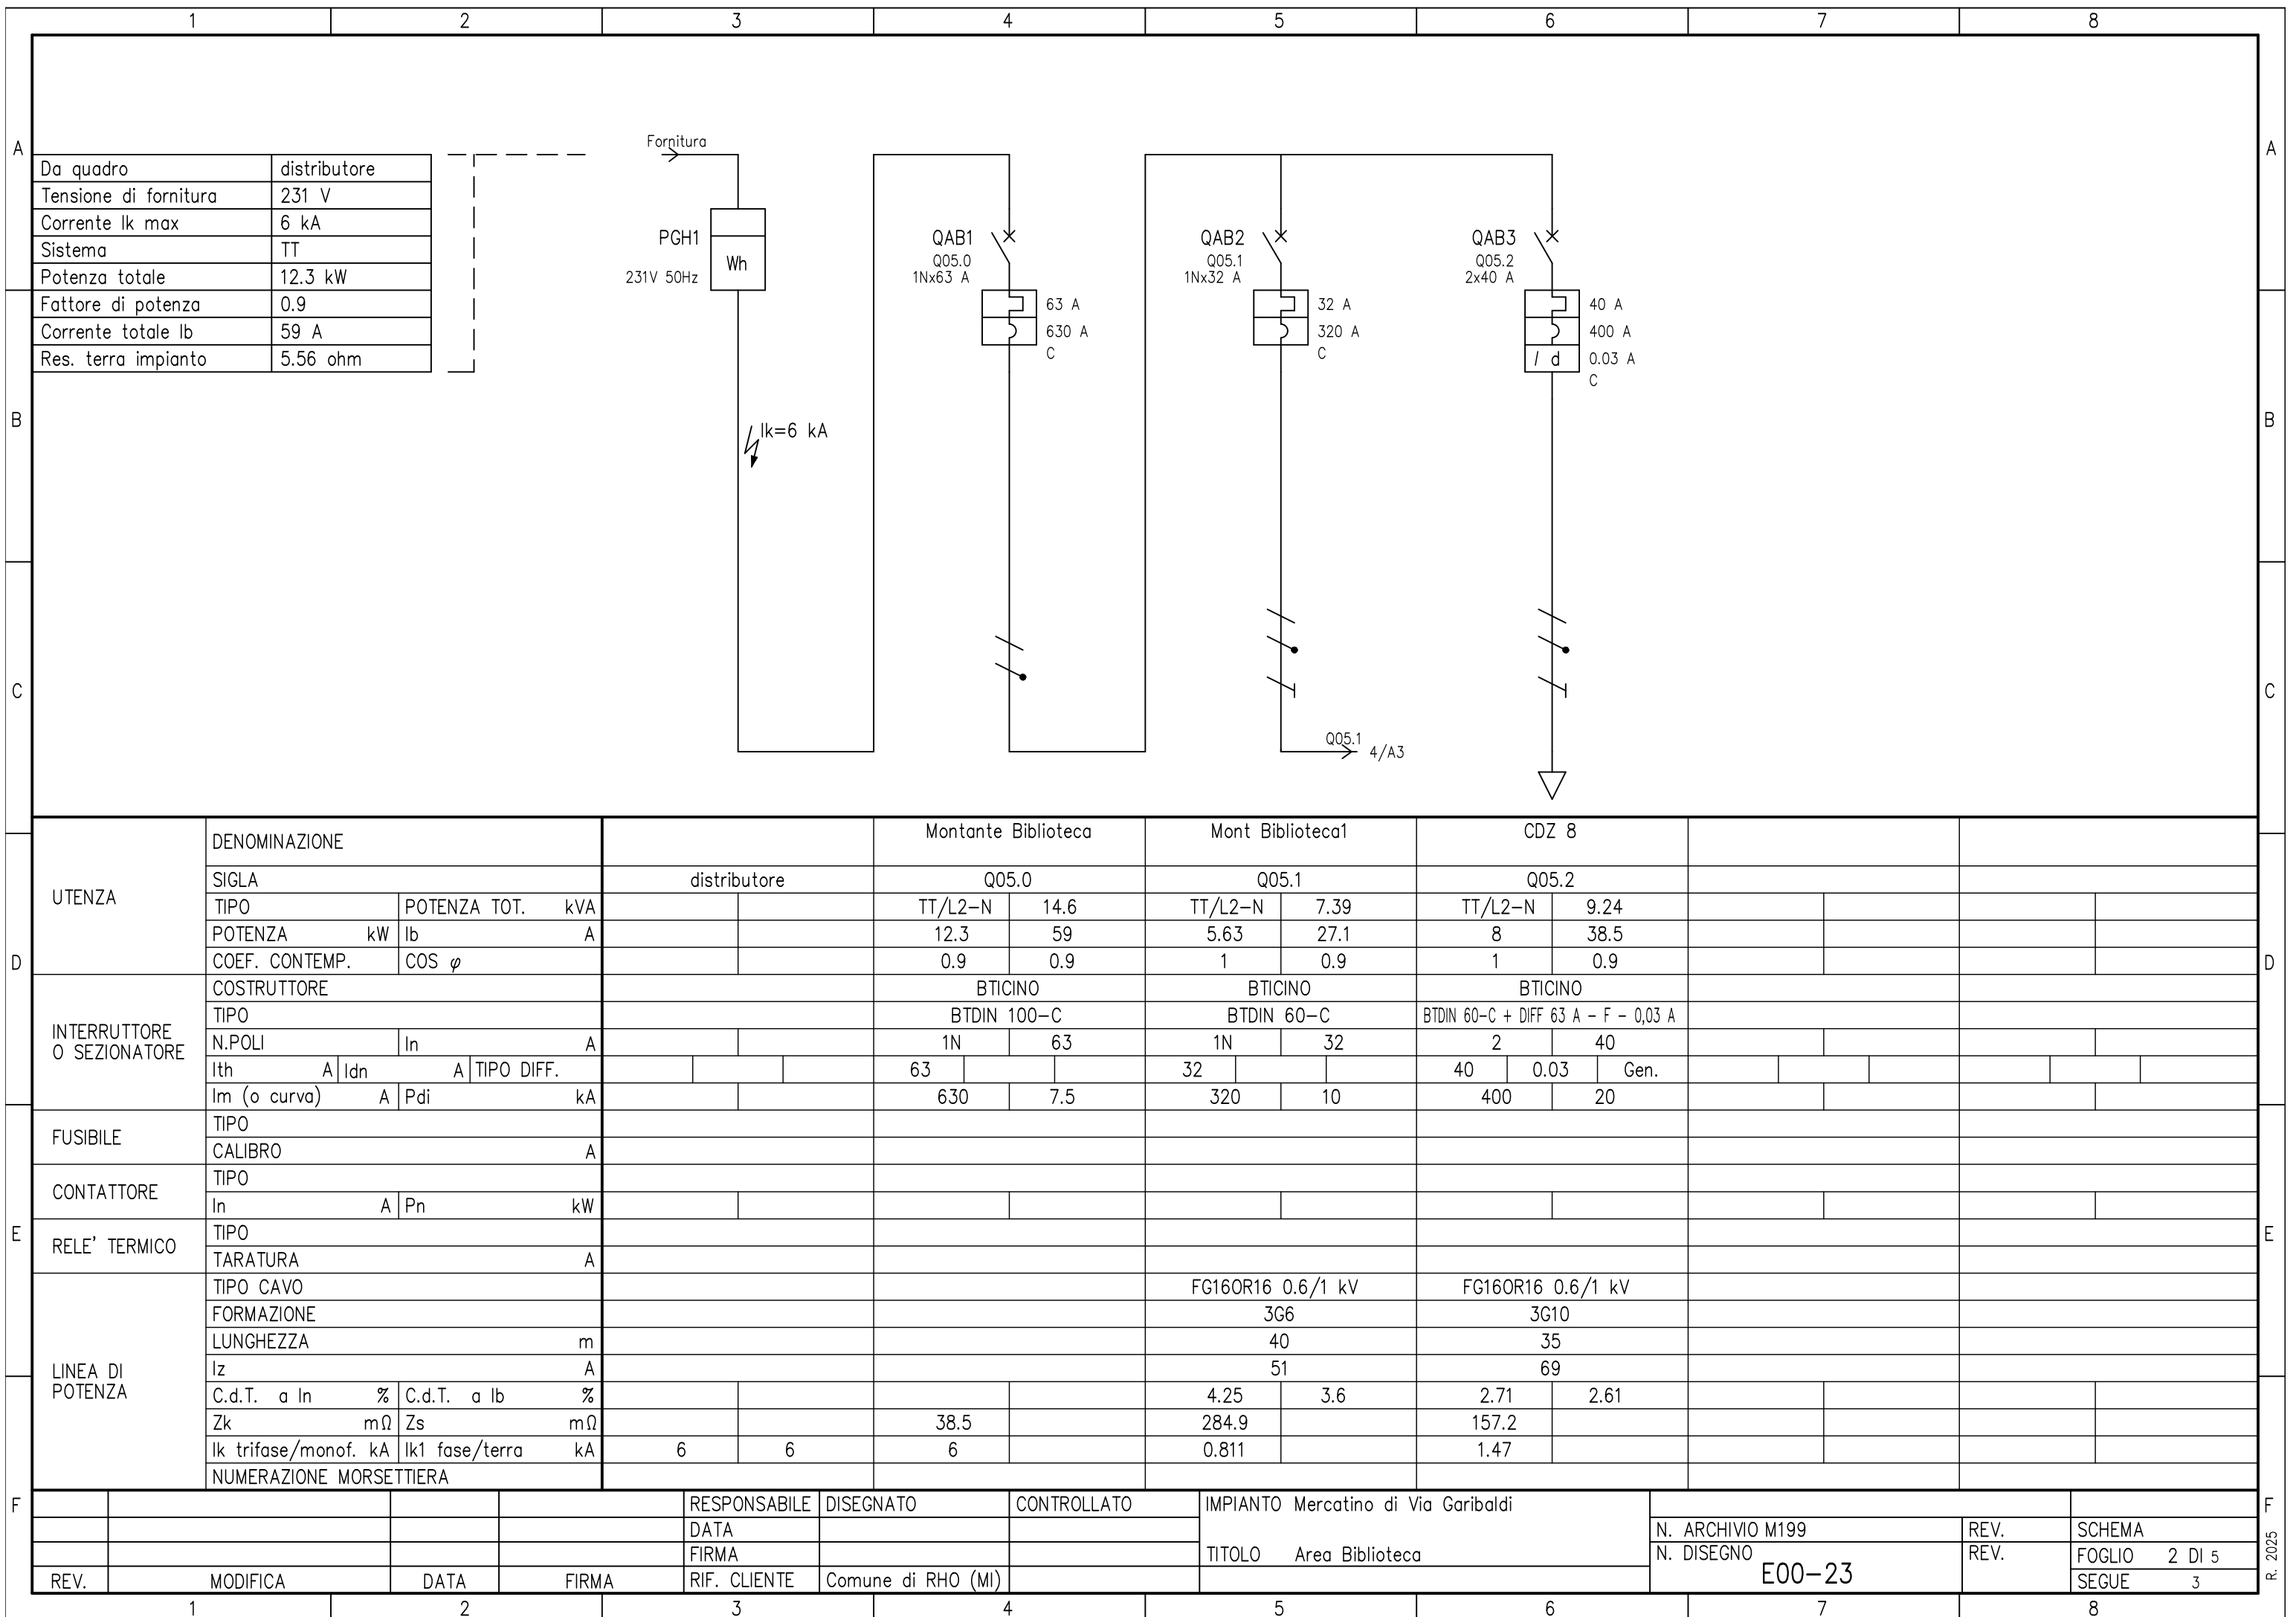 1 2 3 4 5 6 7 8
A A
B B
C C
D D
E E
F F
Da quadro distributore
Tensione di fornitura 231 V
Corrente Ik max 6 kA
Sistema TT
Potenza totale 12.3 kW
Fattore di potenza 0.9
Corrente totale Ib 59 A
Res. terra impianto 5.56 ohm
Fornitura
PGH1
Wh
231V 50Hz
Ik=6 kA
QAB1
Q05.0
1Nx63 A
63 A
630 A
C
QAB2
Q05.1
1Nx32 A
32 A
320 A
C
Q05.1
4/A3
QAB3
Q05.2
2x40 A
40 A
400 A
I d 0.03 A
C
UTENZA
DENOMINAZIONE Montante Biblioteca Mont Biblioteca1 CDZ 8
SIGLA distributore Q05.0 Q05.1 Q05.2
TIPO POTENZA TOT. kVA TT/L2-N 14.6 TT/L2-N 7.39 TT/L2-N 9.24
POTENZA kW Ib A 12.3 59 5.63 27.1 8 38.5
COEF. CONTEMP. COS φ 0.9 0.9 1 0.9 1 0.9
INTERRUTTORE
O SEZIONATORE
COSTRUTTORE BTICINO BTICINO BTICINO
TIPO BTDIN 100-C BTDIN 60-C BTDIN 60-C + DIFF 63 A - F - 0,03 A
N.POLI In A 1N 63 1N 32 2 40
Ith A Idn A TIPO DIFF. 63 32 40 0.03 Gen.
Im (o curva) A Pdi kA 630 7.5 320 10 400 20
FUSIBILE
TIPO
CALIBRO A
CONTATTORE
TIPO
In A Pn kW
RELE' TERMICO
TIPO
TARATURA A
LINEA DI
POTENZA
TIPO CAVO FG16OR16 0.6/1 kV FG16OR16 0.6/1 kV
FORMAZIONE 3G6 3G10
LUNGHEZZA m 40 35
Iz A 51 69
C.d.T. a In % C.d.T. a Ib % 4.25 3.6 2.71 2.61
Zk mΩ Zs mΩ 38.5 284.9 157.2
Ik trifase/monof. kA Ik1 fase/terra kA 6 6 6 0.811 1.47
NUMERAZIONE MORSETTIERA
REV. MODIFICA DATA FIRMA
RESPONSABILE DISEGNATO CONTROLLATO
DATA
FIRMA
RIF. CLIENTE Comune di RHO (MI)
IMPIANTO Mercatino di Via Garibaldi
TITOLO Area Biblioteca
N. ARCHIVIO M199 REV.
N. DISEGNO REV.
E00-23
SCHEMA
FOGLIO 2 DI 5
SEGUE 3
R. 2025
1 2 3 4 5 6 7 8